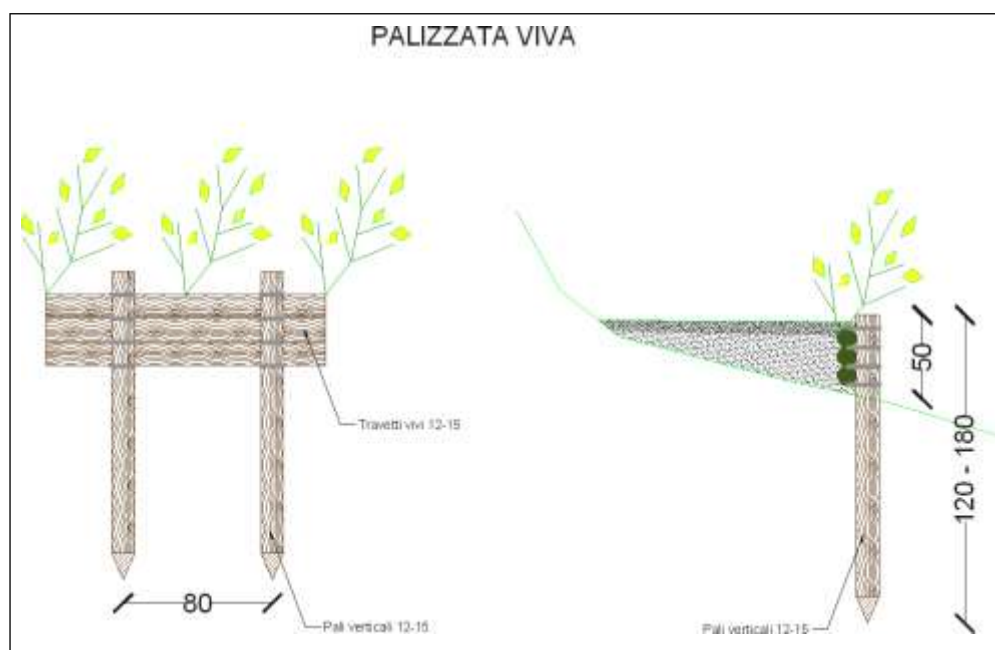 PALIZZATA VIVA
Travetti vivi 12-15
80
Pali verticali 12-15
50
120 - 180
Pali verticali 12-15